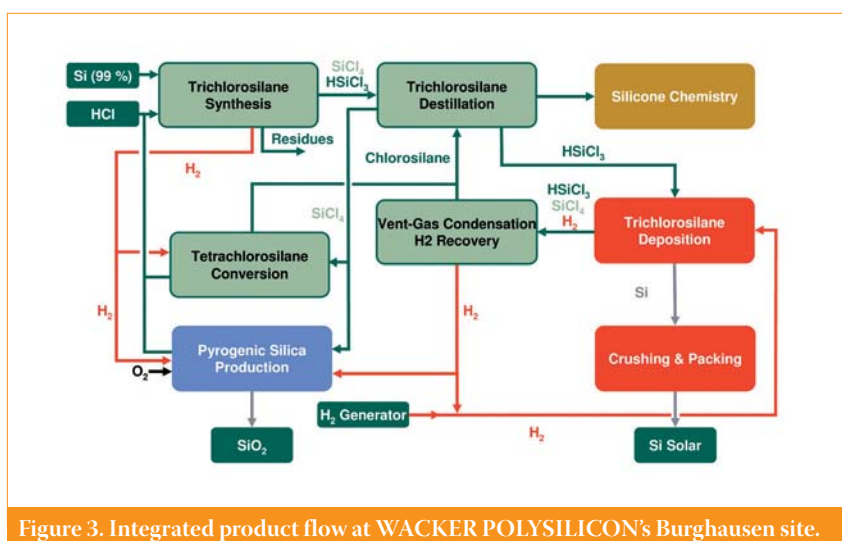 Si (99 %)
HCl
Trichlorosilane
Synthesis
SiCl₄
HSiCl₃
Trichlorosilane
Destillation
Silicone Chemistry
Residues
H₂
Chlorosilane
HSiCl₃
SiCl₄
Tetrachlorosilane
Conversion
Vent-Gas Condensation
H2 Recovery
HSiCl₃
SiCl₄
H₂
Trichlorosilane
Deposition
H₂
Si
H₂
Pyrogenic Silica
Production
O₂
Crushing & Packing
H₂ Generator
H₂
SiO₂
Si Solar
Figure 3. Integrated product flow at WACKER POLYSILICON's Burghausen site.